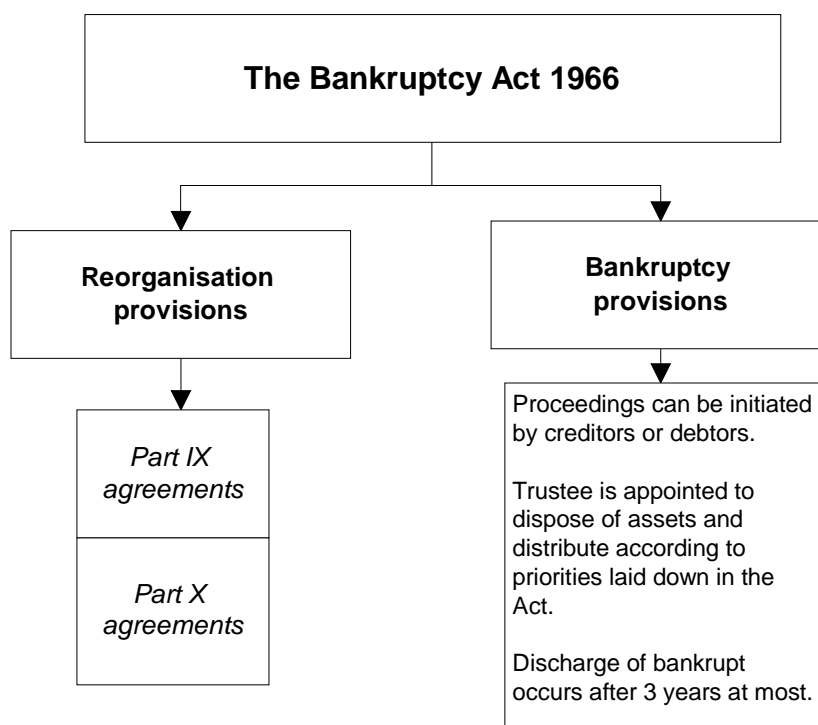 The Bankruptcy Act 1966
Reorganisation
provisions
Bankruptcy
provisions
Part IX
agreements
Part X
agreements
Proceedings can be initiated
by creditors or debtors.
Trustee is appointed to
dispose of assets and
distribute according to
priorities laid down in the
Act.
Discharge of bankrupt
occurs after 3 years at most.